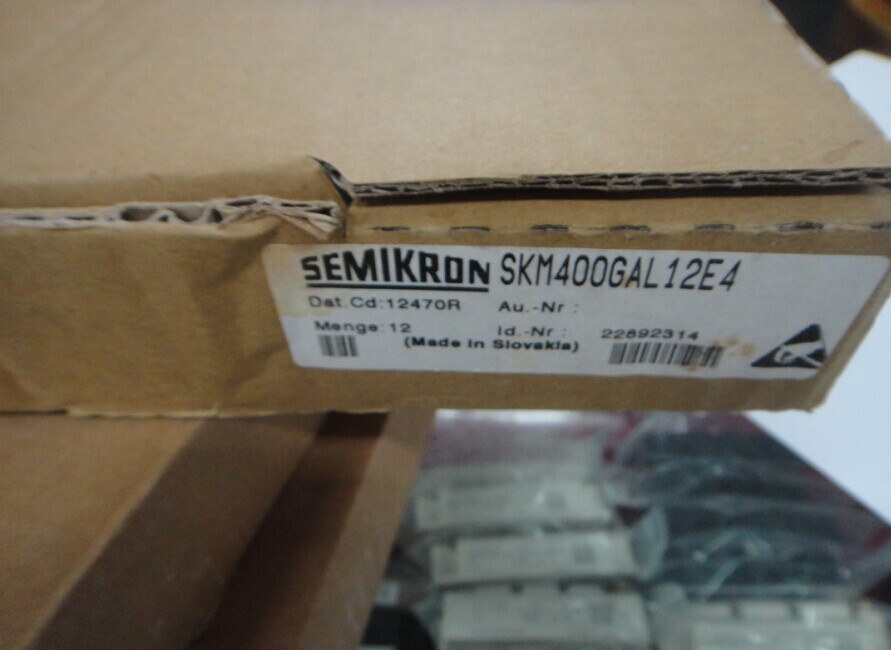 SEMIKRON SKM400GAL12E4
Dat.Cd:12470R Au.-Nr :
Menge:12 Id.-Nr : 22892314
(Made in Slovakia)